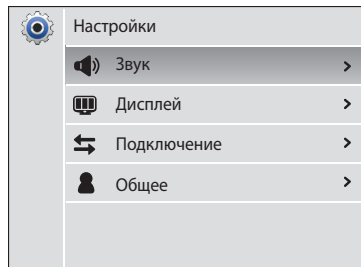 Настройки
Звук
Дисплей
Подключение
Общее